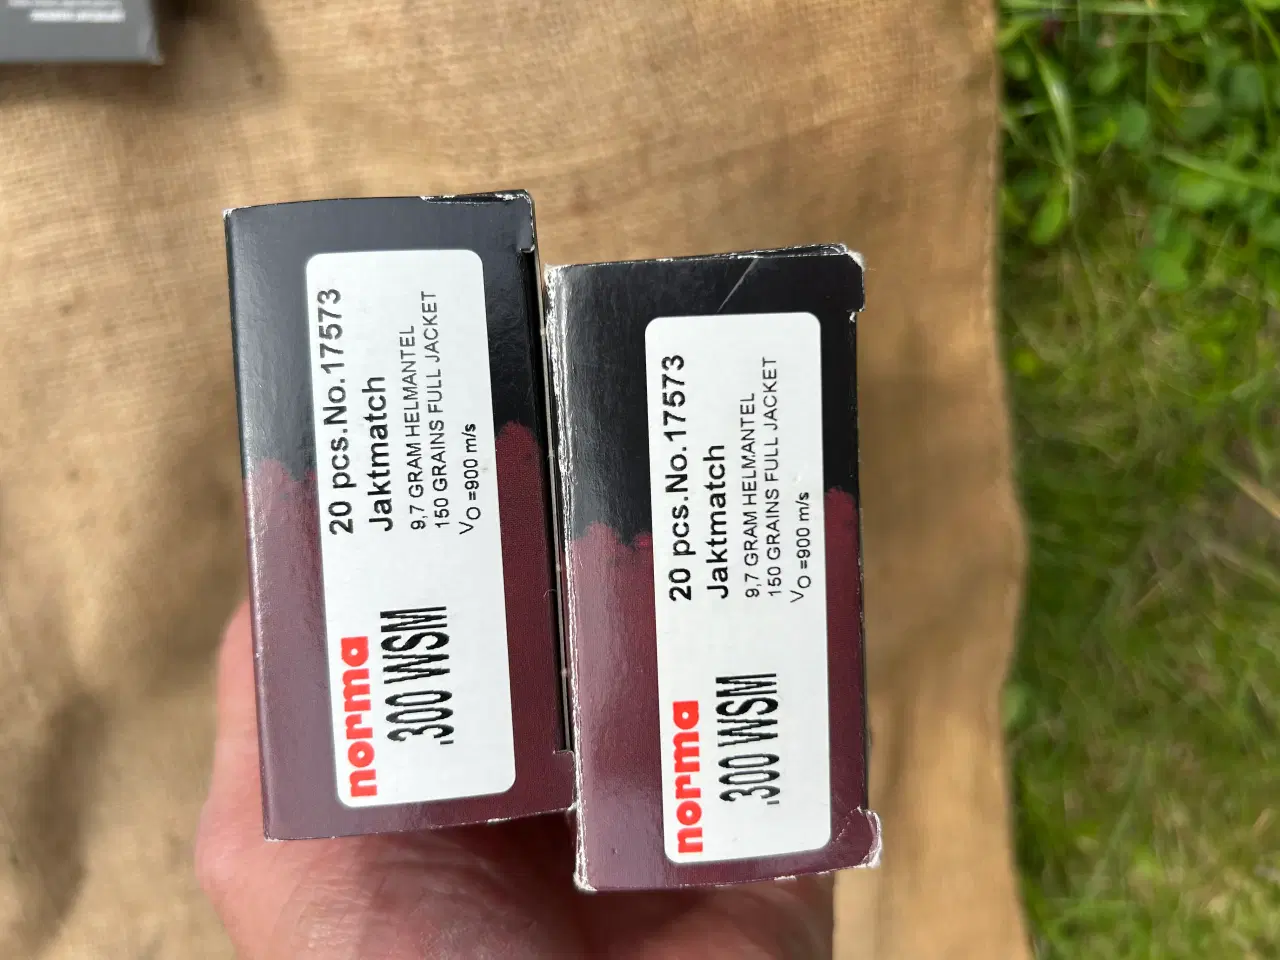 norma
.300 WSM
20 pcs.No.17573
Jaktmatch
9,7 GRAM HELMANTEL
150 GRAINS FULL JACKET
VO =900 m/s
norma
.300 WSM
20 pcs.No.17573
Jaktmatch
9,7 GRAM HELMANTEL
150 GRAINS FULL JACKET
VO =900 m/s